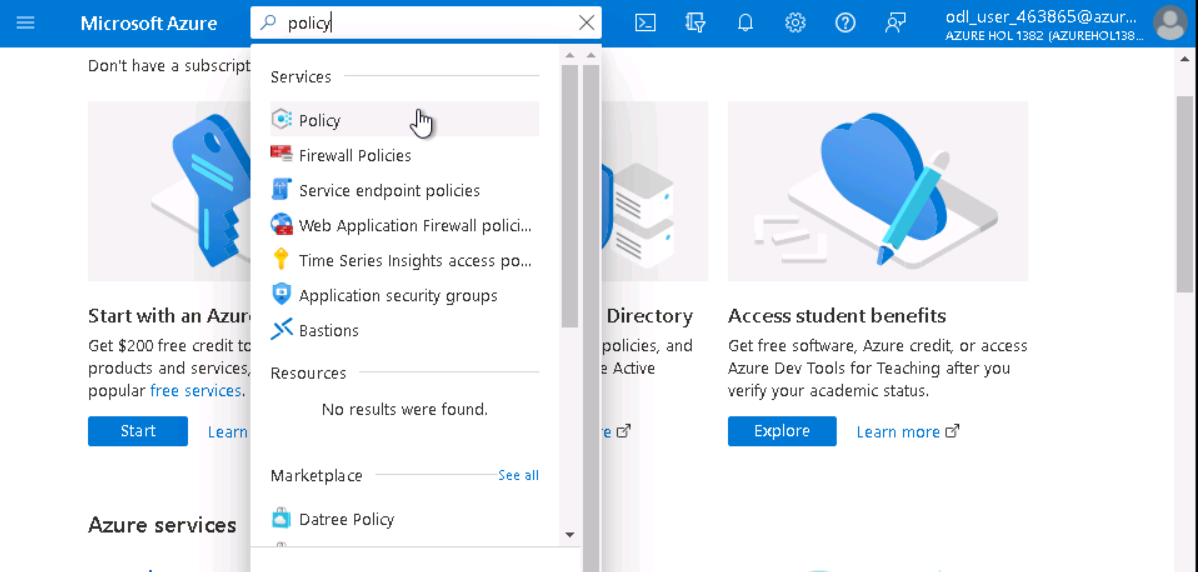 Microsoft Azure
policy
odl_user_463865@azur...
AZURE HOL 1382 (AZUREHOL138...
Don't have a subscript
Services
Policy
Firewall Policies
Service endpoint policies
Web Application Firewall polici...
Time Series Insights access po...
Application security groups
Bastions
Resources
No results were found.
Marketplace
See all
Datree Policy
Start with an Azur
Get $200 free credit to
products and services,
popular free services.
Start
Learn
Directory
policies, and
e Active
re
Access student benefits
Get free software, Azure credit, or access
Azure Dev Tools for Teaching after you
verify your academic status.
Explore
Learn more
Azure services